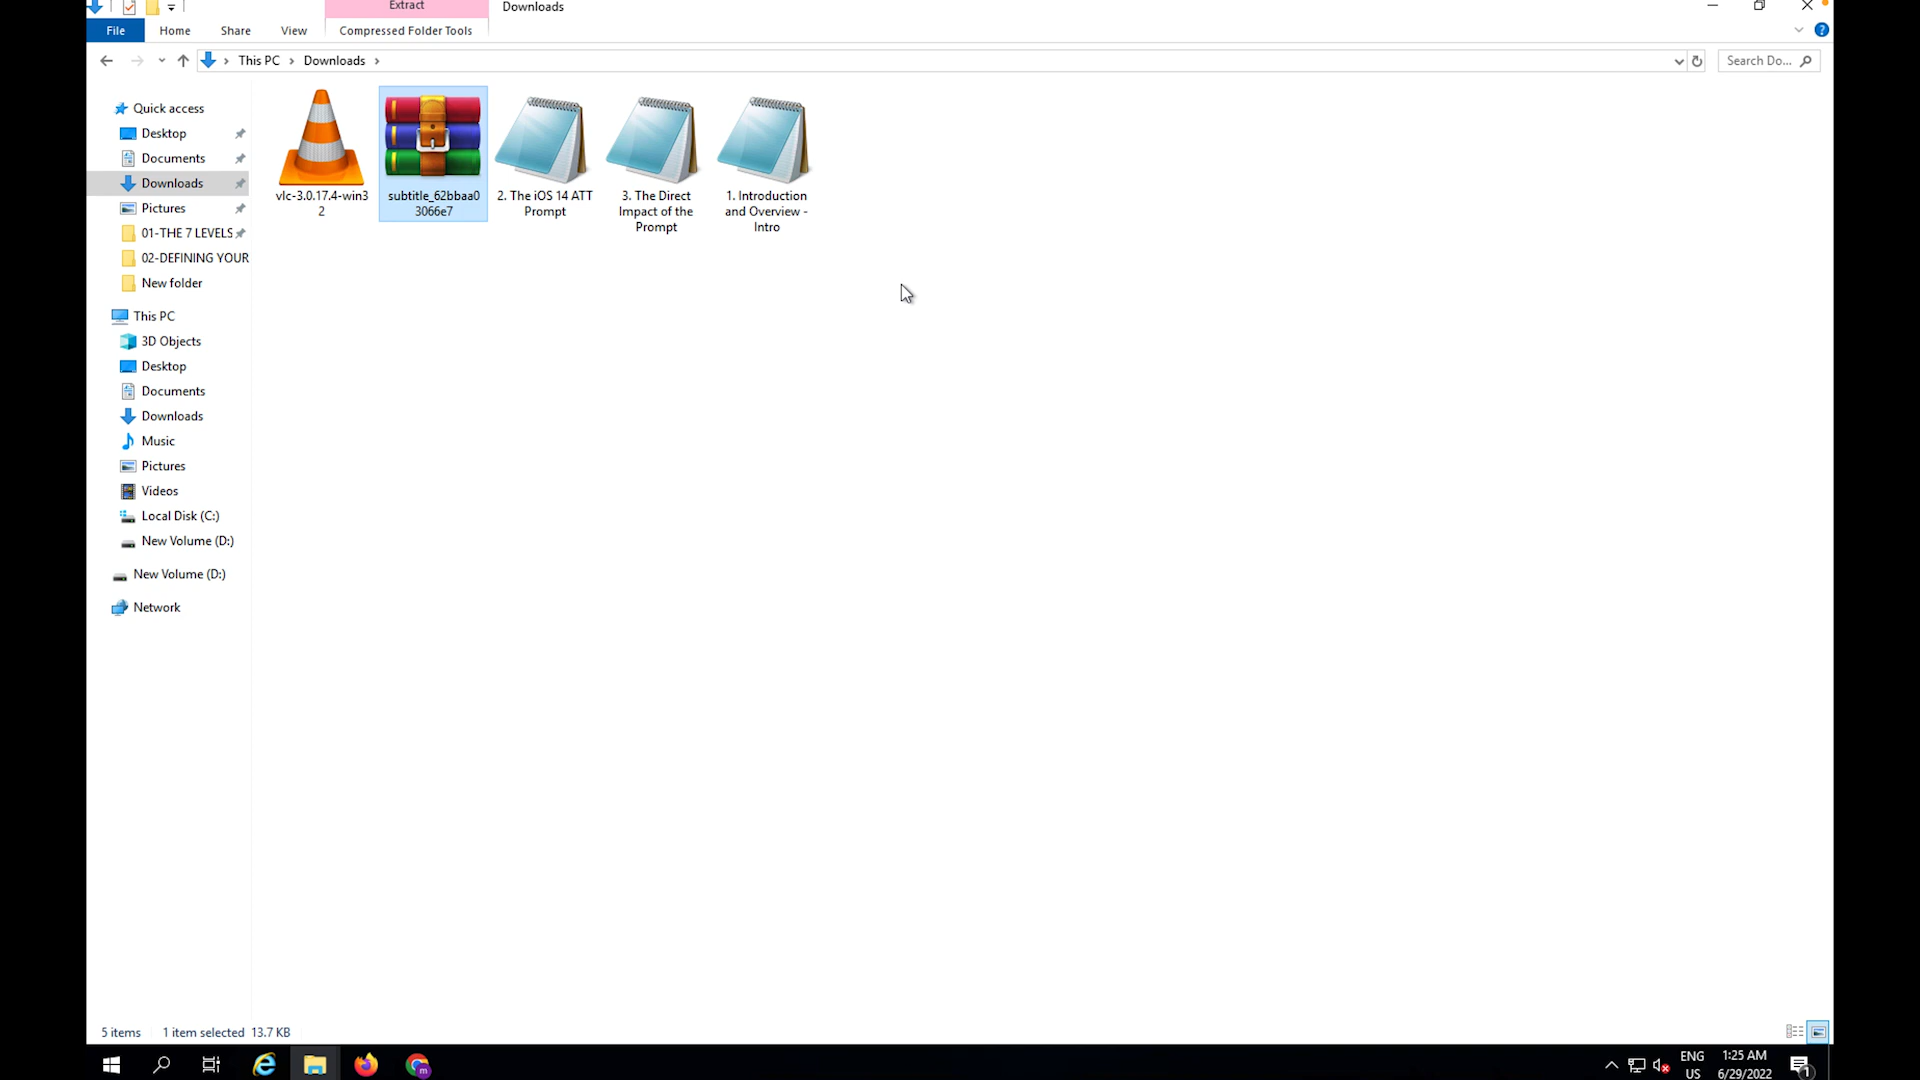 Extract
Downloads
File
Home
Share
View
Compressed Folder Tools
This PC
Downloads
Search Do...
Quick access
Desktop
Documents
Downloads
Pictures
01-THE 7 LEVELS
02-DEFINING YOUR
New folder
This PC
3D Objects
Desktop
Documents
Downloads
Music
Pictures
Videos
Local Disk (C:)
New Volume (D:)
New Volume (D:)
Network
vlc-3.0.17.4-win3
2
subtitle_62bbaa0
3066e7
2. The iOS 14 ATT
Prompt
3. The Direct
Impact of the
Prompt
1. Introduction
and Overview -
Intro
5 items
1 item selected 13.7 KB
ENG
US
1:25 AM
6/29/2022
1
m